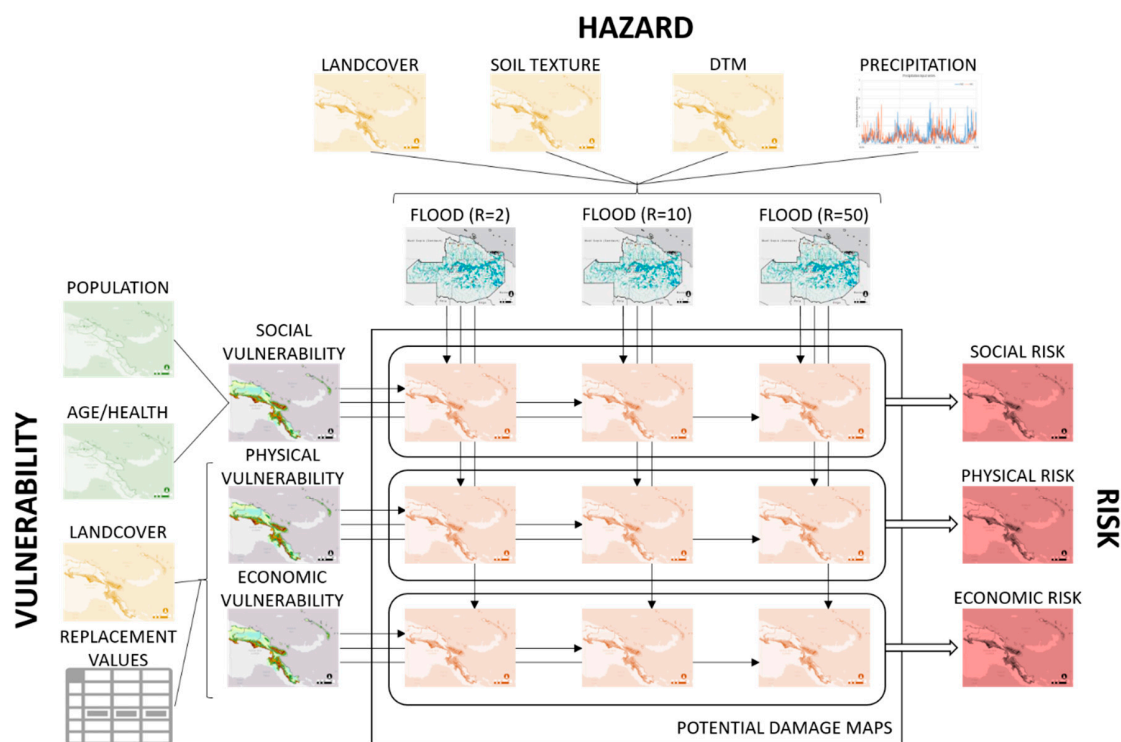 HAZARD
LANDCOVER
SOIL TEXTURE
DTM
PRECIPITATION
FLOOD (R=2)
FLOOD (R=10)
FLOOD (R=50)
POPULATION
SOCIAL
VULNERABILITY
SOCIAL RISK
AGE/HEALTH
PHYSICAL
VULNERABILITY
PHYSICAL RISK
VULNERABILITY
RISK
LANDCOVER
ECONOMIC
VULNERABILITY
ECONOMIC RISK
REPLACEMENT
VALUES
POTENTIAL DAMAGE MAPS